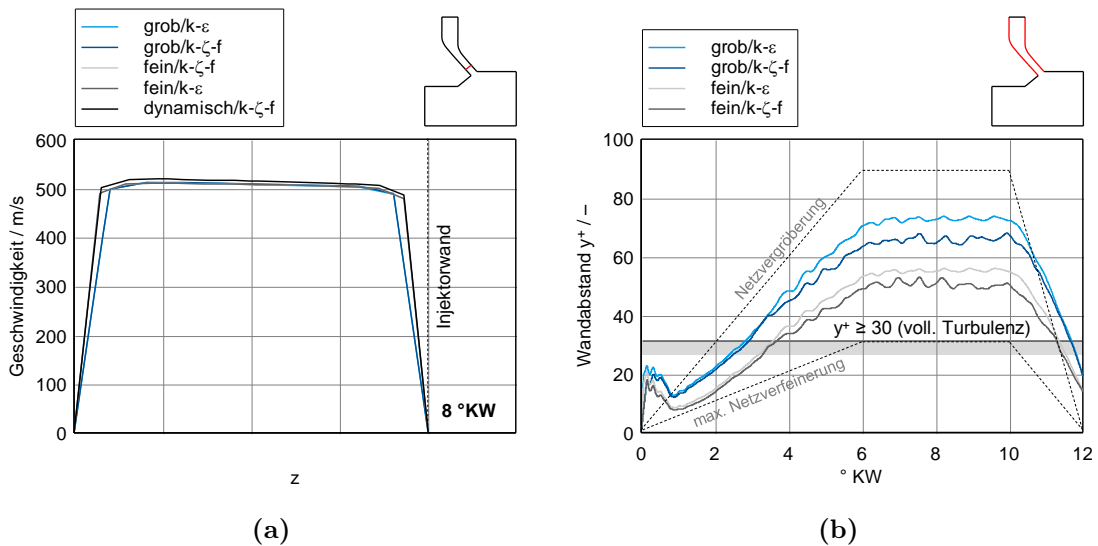 grob/k-ε
grob/k-ζ-f
fein/k-ζ-f
fein/k-ε
dynamisch/k-ζ-f
600
500
400
300
200
100
0
Geschwindigkeit / m/s
Injektorwand
8 °KW
z
(a)
grob/k-ε
grob/k-ζ-f
fein/k-ε
fein/k-ζ-f
100
80
60
40
20
0
Wandabstand y⁺ / –
Netzvergröberung
y⁺ ≥ 30 (voll. Turbulenz)
max. Netzverfeinerung
0 2 4 6 8 10 12
° KW
(b)